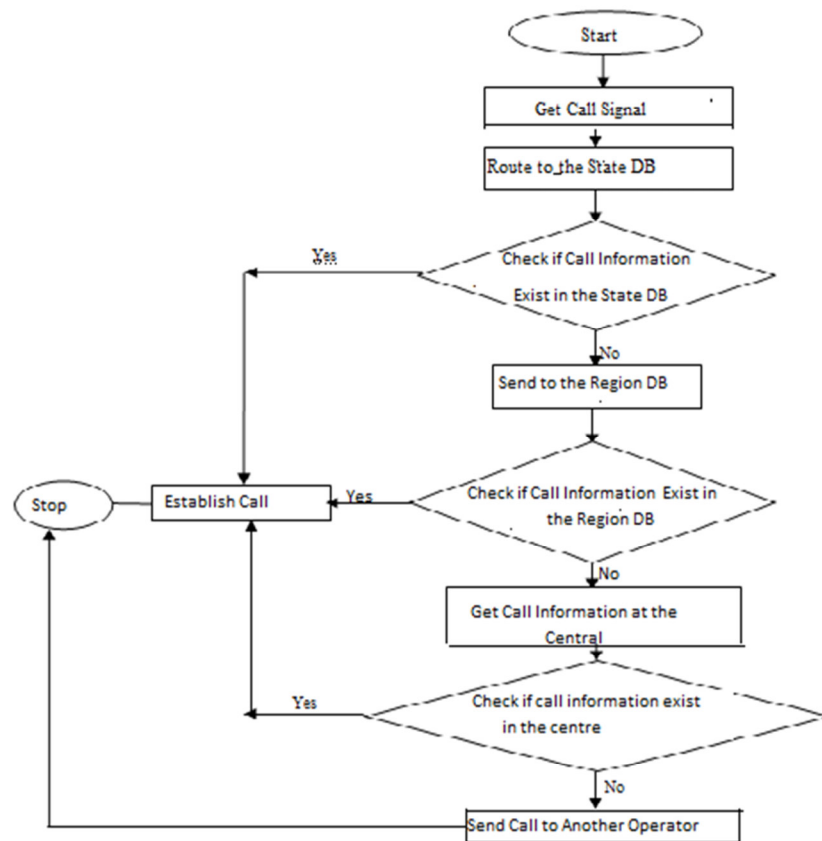 Start
Get Call Signal
Route to the State DB
Yes
Check if Call Information
Exist in the State DB
No
Send to the Region DB
Stop
Establish Call
Yes
Check if Call Information Exist in
the Region DB
No
Get Call Information at the
Central
Yes
Check if call information exist
in the centre
No
Send Call to Another Operator